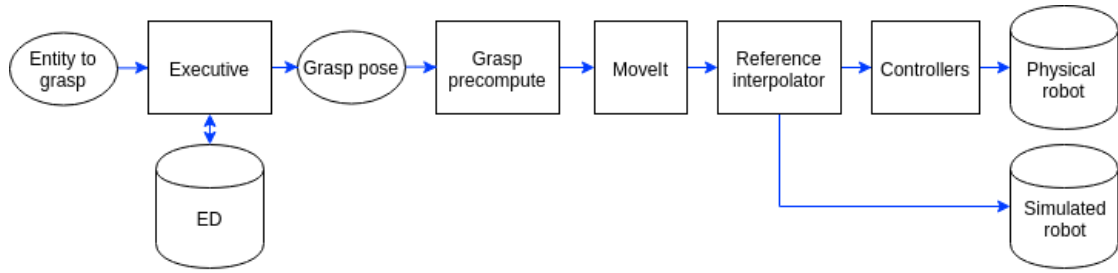 Entity to
grasp
Executive
Grasp pose
Grasp
precompute
MoveIt
Reference
interpolator
Controllers
Physical
robot
ED
Simulated
robot